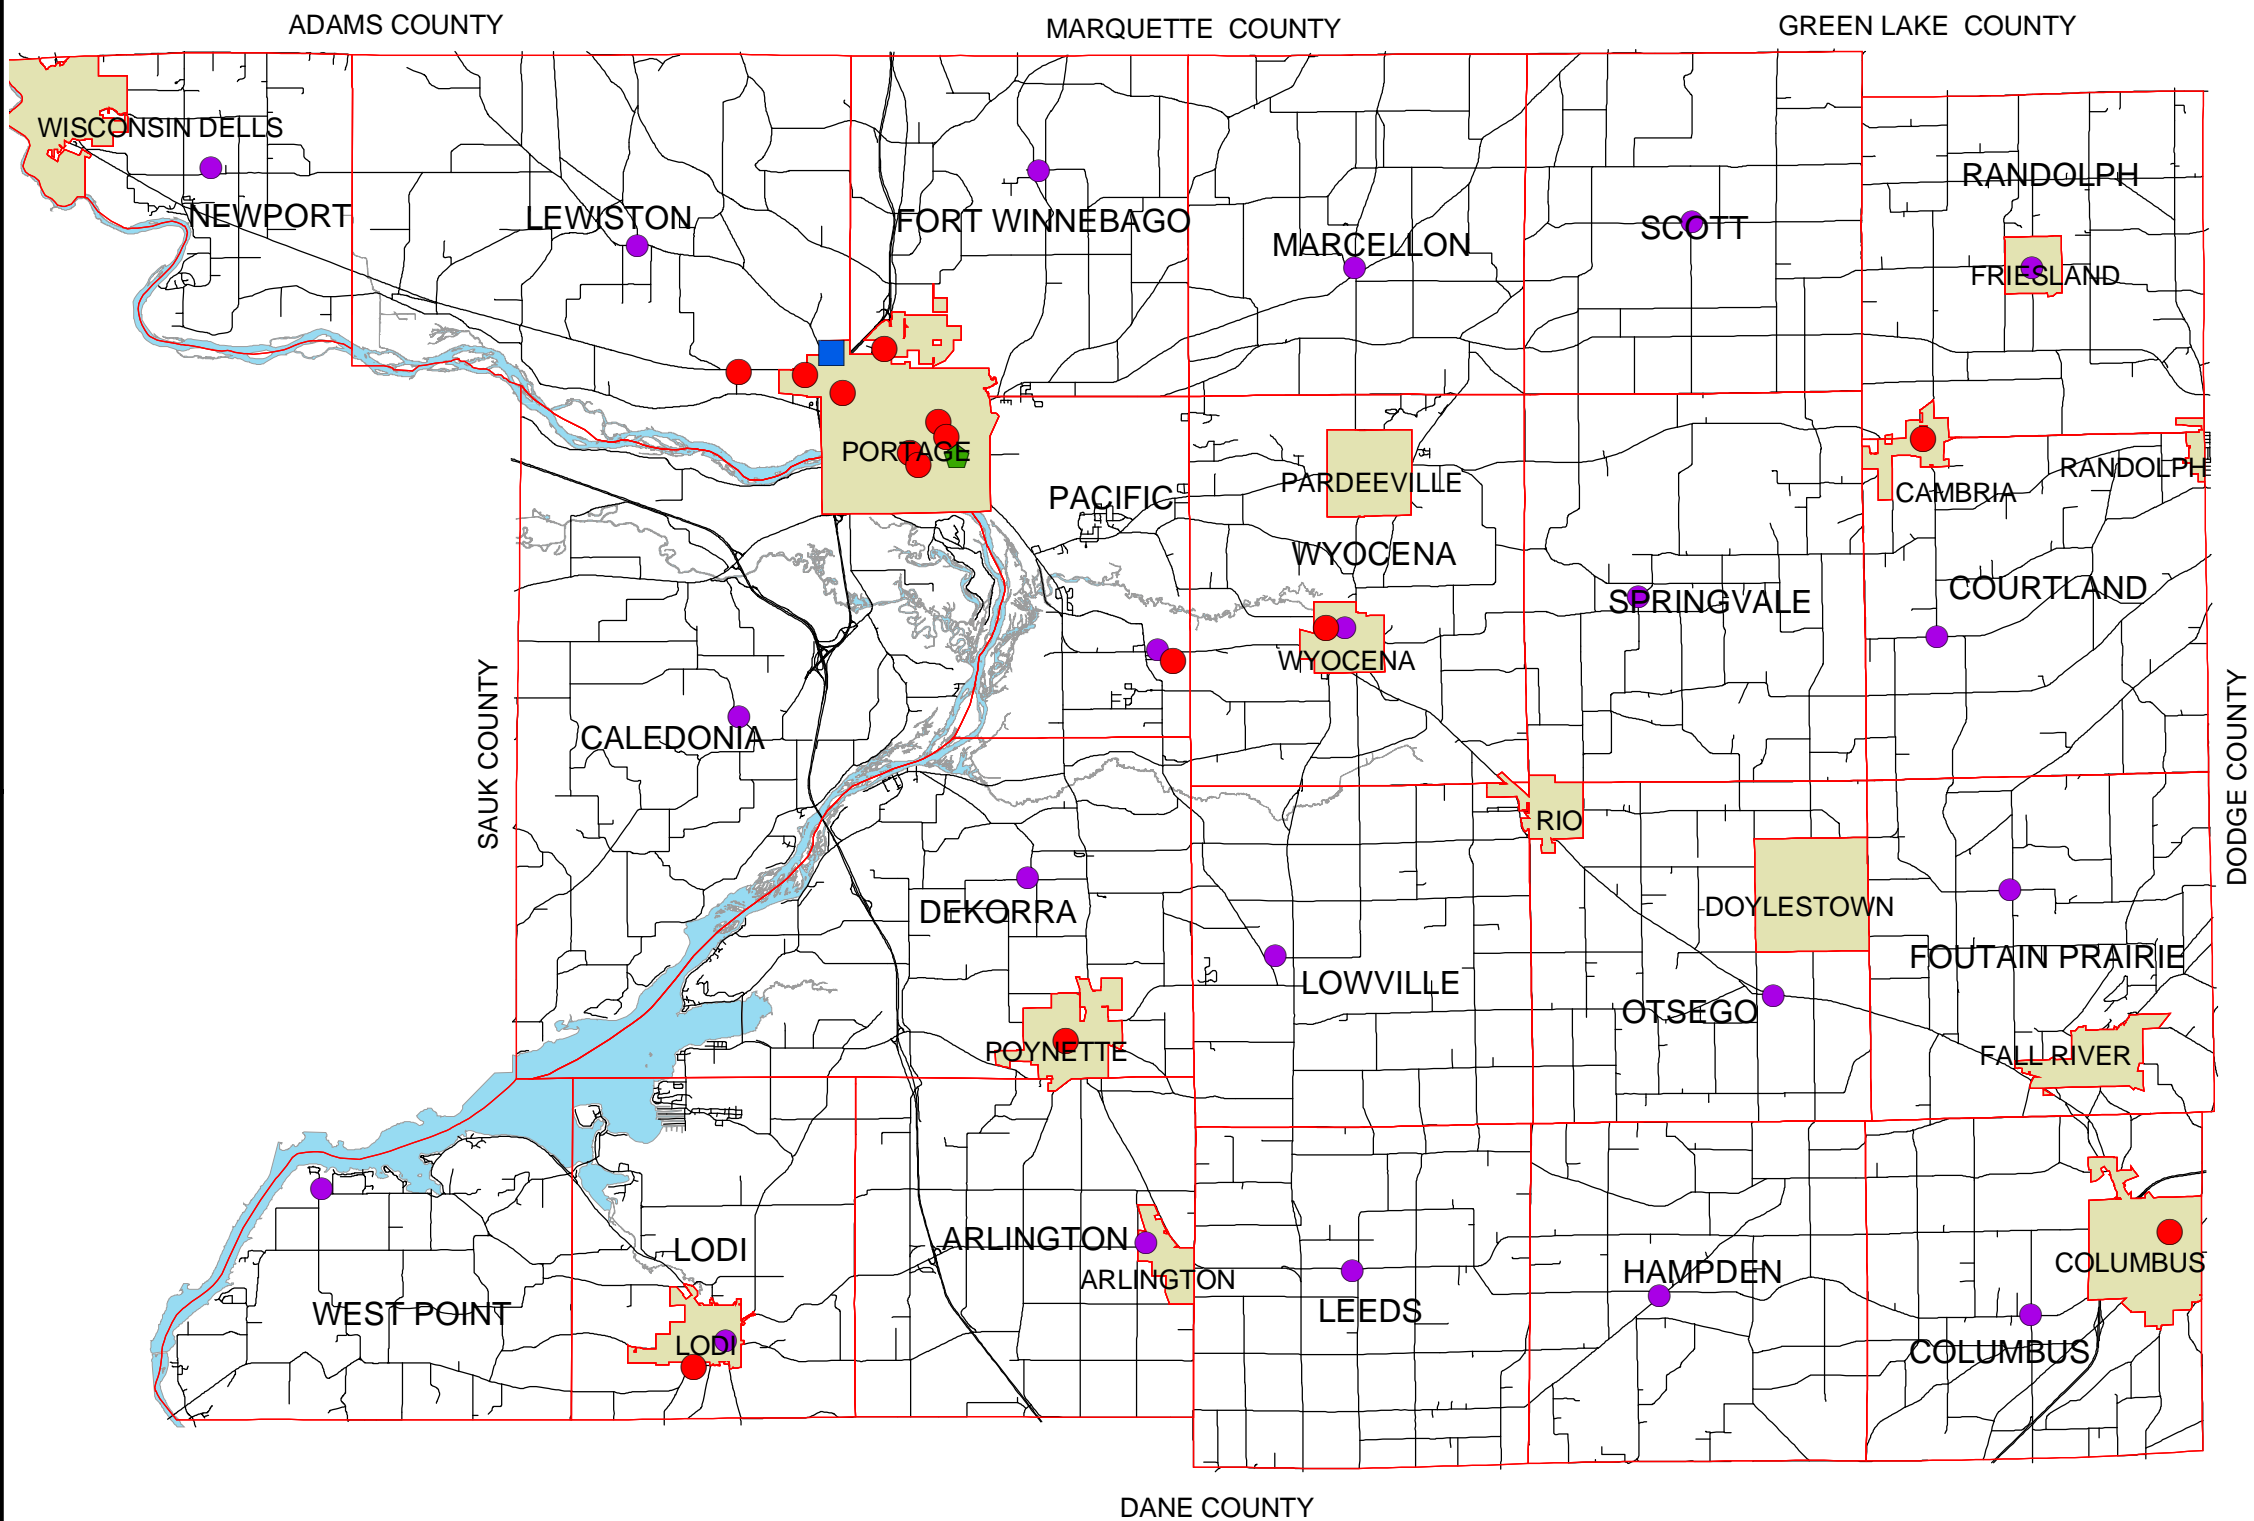 ADAMS COUNTY
MARQUETTE COUNTY
GREEN LAKE COUNTY
WISCONSIN DELLS
NEWPORT
LEWISTON
FORT WINNEBAGO
MARCELLON
SCOTT
RANDOLPH
FRIESLAND
PORTAGE
PACIFIC
PARDEEVILLE
WYOCENA
WYOCENA
SPRINGVALE
CAMBRIA
RANDOLPH
COURTLAND
SAUK COUNTY
CALEDONIA
DODGE COUNTY
RIO
DEKORRA
DOYLESTOWN
LOWVILLE
OTSEGO
FOUTAIN PRAIRIE
POYNETTE
FALL RIVER
ARLINGTON
ARLINGTON
LODI
WEST POINT
LODI
LEEDS
HAMPDEN
COLUMBUS
COLUMBUS
DANE COUNTY